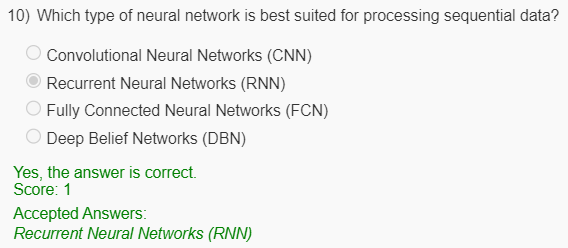 10) Which type of neural network is best suited for processing sequential data?
Convolutional Neural Networks (CNN)
Recurrent Neural Networks (RNN)
Fully Connected Neural Networks (FCN)
Deep Belief Networks (DBN)
Yes, the answer is correct.
Score: 1
Accepted Answers:
Recurrent Neural Networks (RNN)